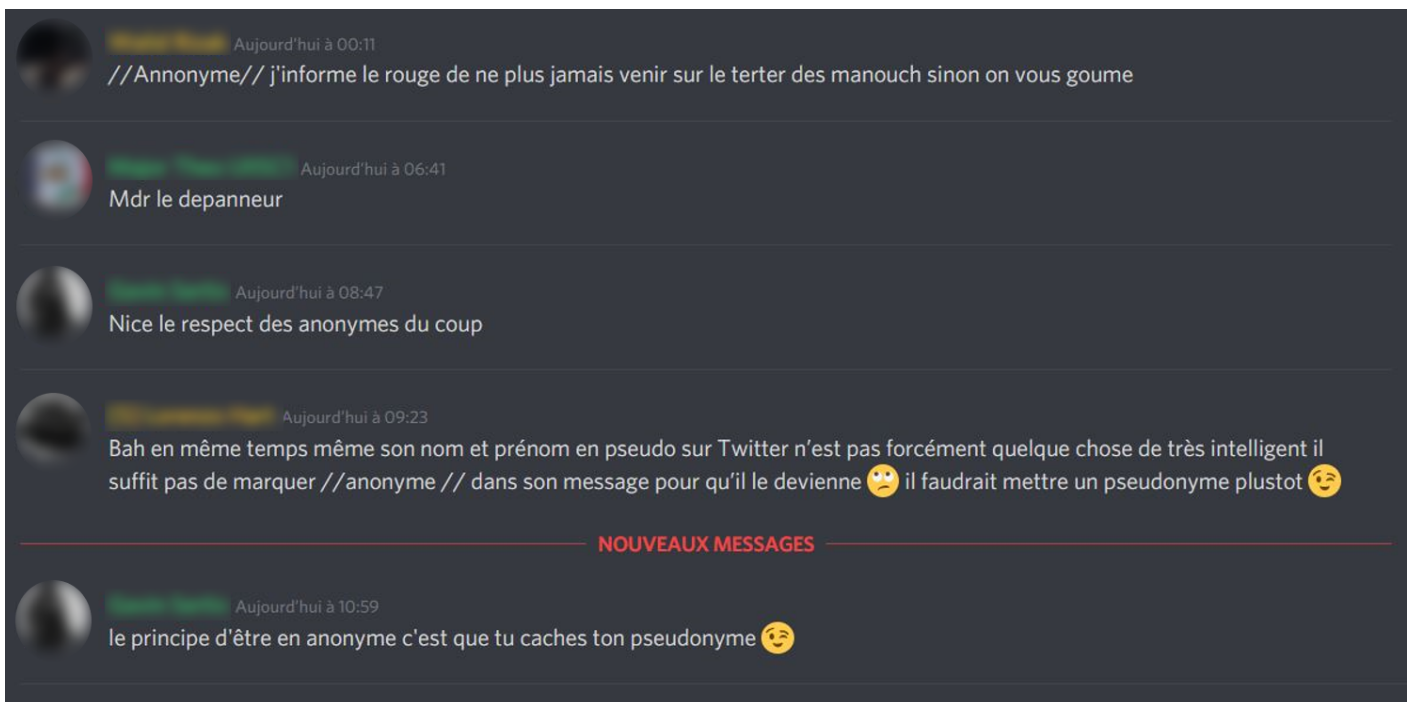 Aujourd'hui à 00:11
//Annonyme// j'informe le rouge de ne plus jamais venir sur le terter des manouch sinon on vous goume
Aujourd'hui à 06:41
Mdr le depanneur
Aujourd'hui à 08:47
Nice le respect des anonymes du coup
Aujourd'hui à 09:23
Bah en même temps même son nom et prénom en pseudo sur Twitter n’est pas forcément quelque chose de très intelligent il
suffit pas de marquer //anonyme // dans son message pour qu’il le devienne 🙄 il faudrait mettre un pseudonyme plustot 😉
NOUVEAUX MESSAGES
Aujourd'hui à 10:59
le principe d'être en anonyme c'est que tu caches ton pseudonyme 😉